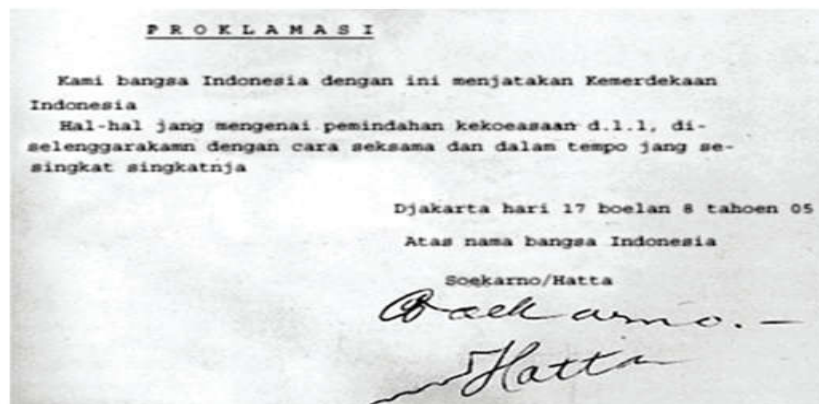 P R O K L A M A S I
Kami bangsa Indonesia dengan ini menjatakan Kemerdekaan
Indonesia
Hal-hal jang mengenai pemindahan kekoeasaan d.l.l, di-
selenggarakamn dengan cara seksama dan dalam tempo jang se-
singkat singkatnja
Djakarta hari 17 boelan 8 tahoen 05
Atas nama bangsa Indonesia
Soekarno/Hatta
Soekarno.-
Hatta